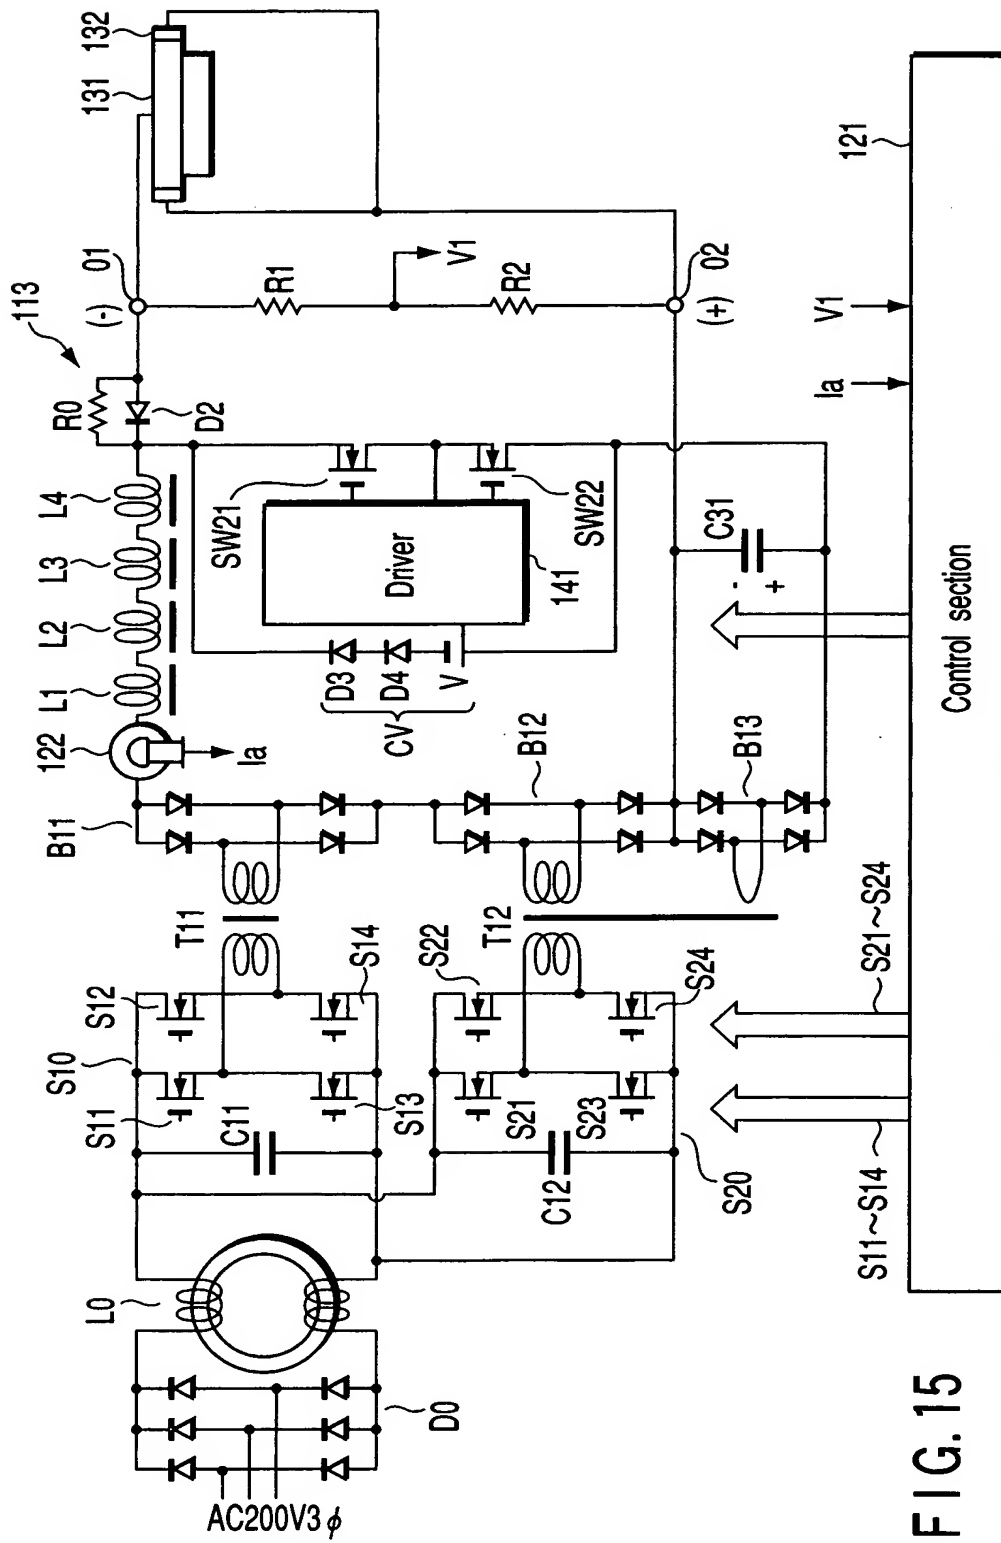 113
132
131
01
(-)
R0
D2
R1
V1
R2
02
(+)
L4
L3
L2
L1
122
Ia
B11
SW21
Driver
SW22
141
D3
D4
V
CV
C31
-
+
B12
B13
T11
T12
S12
S14
S22
S24
S10
S11
S13
C11
S21
S23
C12
S20
L0
D0
AC200V3ϕ
S11~S14
S21~S24
Ia
V1
121
Control section
FIG. 15